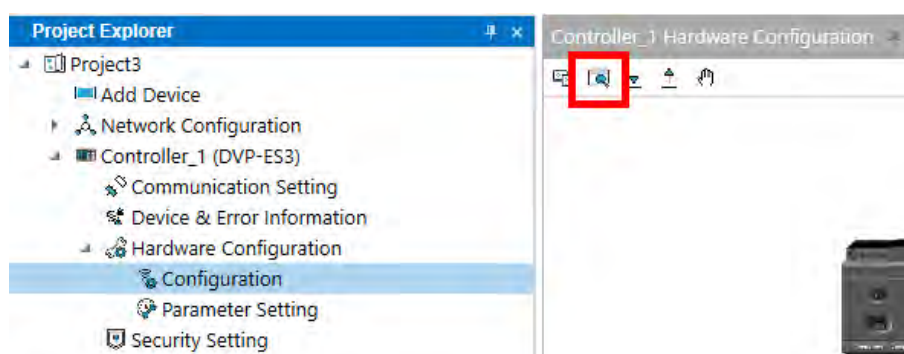 Project Explorer
Controller_1 Hardware Configuration
Project3
Add Device
Network Configuration
Controller_1 (DVP-ES3)
Communication Setting
Device & Error Information
Hardware Configuration
Configuration
Parameter Setting
Security Setting